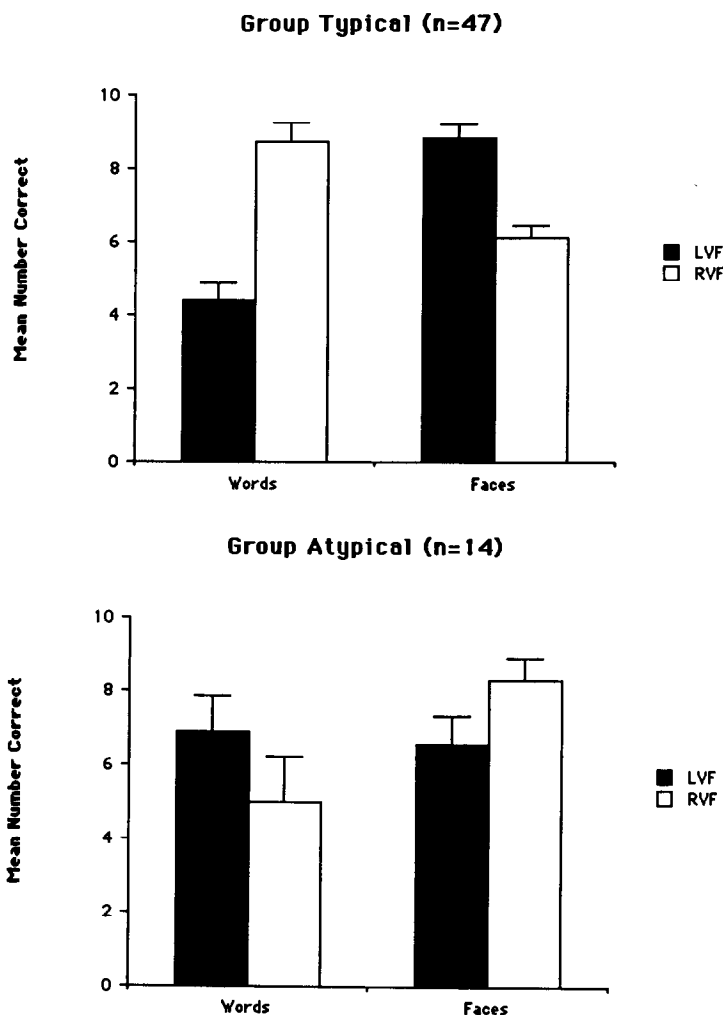 Group Typical (n=47)
Mean Number Correct
10
8
6
4
2
0
Words Faces
LVF
RVF
Group Atypical (n=14)
Mean Number Correct
10
8
6
4
2
0
Words Faces
LVF
RVF